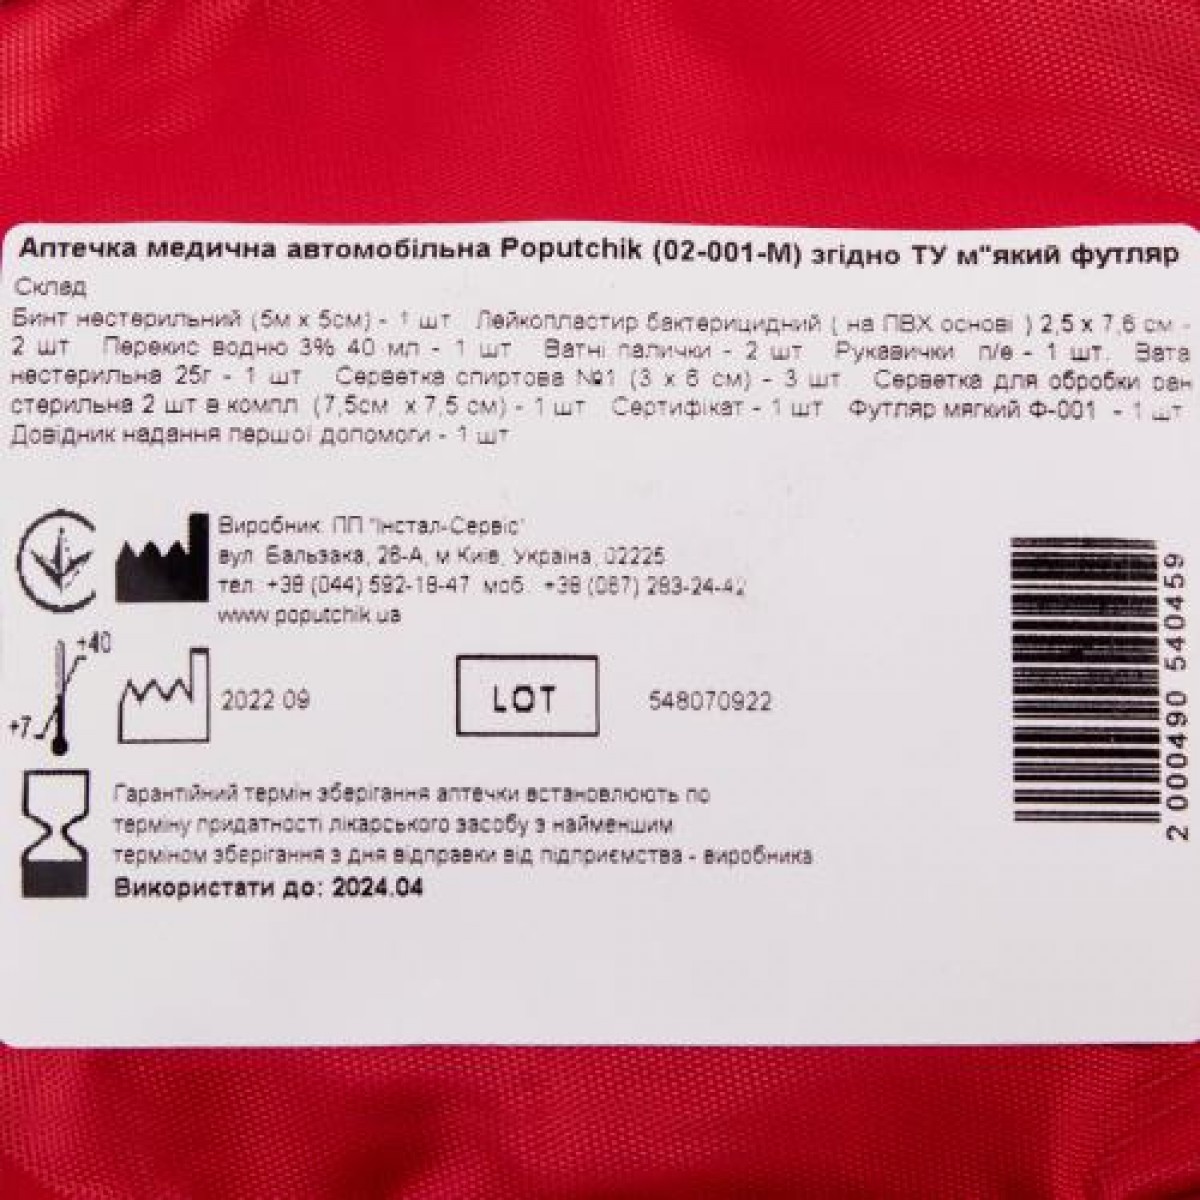 Аптечка медична автомобільна Poputchik (02-001-М) згідно ТУ м"який футляр
Склад
Бинт нестерильний (5м х 5см) - 1 шт Лейкопластир бактерицидний ( на ПВХ основі ) 2,5 х 7,6 см -
2 шт Перекис водню 3% 40 мл - 1 шт Ватні палички - 2 шт Рукавички п/е - 1 шт. Вата
нестерильна 25г - 1 шт Серветка спиртова №1 (3 х 6 см) - 3 шт Серветка для обробки ран
стерильна 2 шт в компл (7,5см х 7,5 см) - 1 шт Сертифікат - 1 шт Футляр мягкий Ф-001 - 1 шт
Довідник надання першої допомоги - 1 шт
Виробник: ПП "Інстал-Сервіс"
вул. Бальзака, 28-А, м Київ, Україна, 02225
тел. +38 (044) 592-18-47 моб. +38 (067) 283-24-42
www.poputchik.ua
+40
+7
2022 09
LOT
548070922
2 000490 540459
Гарантійний термін зберігання аптечки встановлюють по
терміну придатності лікарського засобу з найменшим
терміном зберігання з дня відправки від підприємства - виробника
Використати до: 2024.04